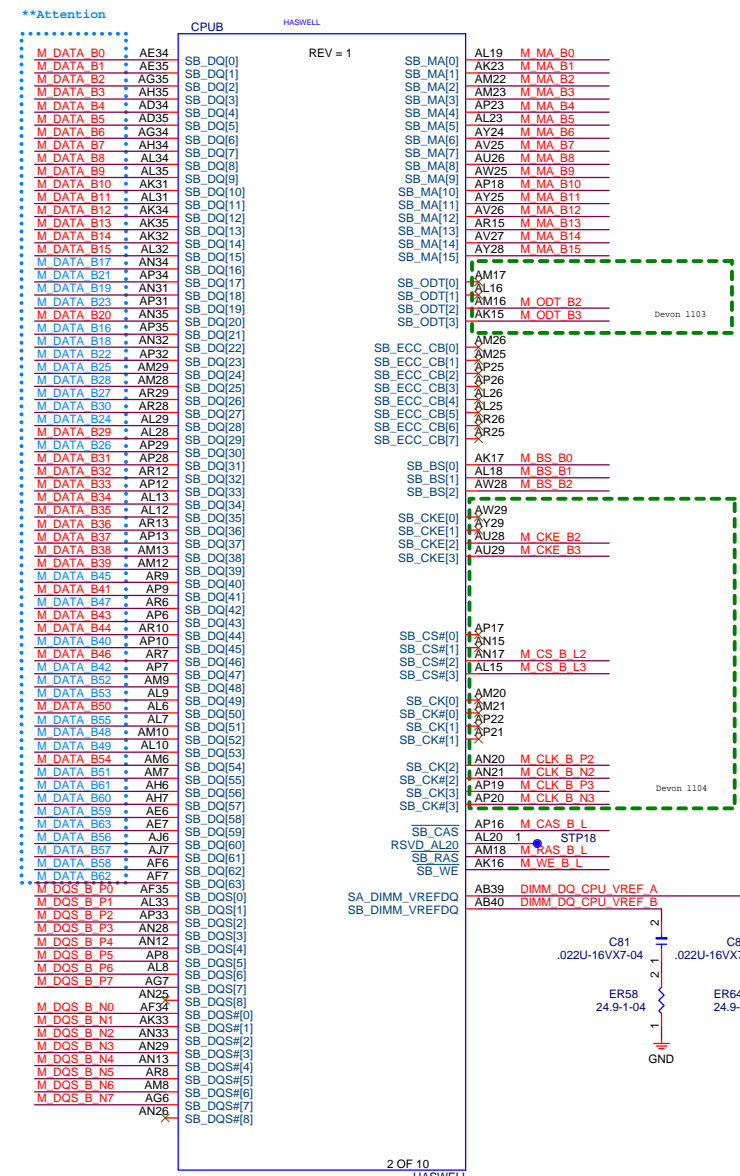 **Attention
CPUB
HASWELL
REV = 1
M_DATA_B0 AE34 SB_DQ[0]
M_DATA_B1 AE35 SB_DQ[1]
M_DATA_B2 AG35 SB_DQ[2]
M_DATA_B3 AH35 SB_DQ[3]
M_DATA_B4 AD34 SB_DQ[4]
M_DATA_B5 AD35 SB_DQ[5]
M_DATA_B6 AG34 SB_DQ[6]
M_DATA_B7 AH34 SB_DQ[7]
M_DATA_B8 AL34 SB_DQ[8]
M_DATA_B9 AL35 SB_DQ[9]
M_DATA_B10 AK31 SB_DQ[10]
M_DATA_B11 AL31 SB_DQ[11]
M_DATA_B12 AK34 SB_DQ[12]
M_DATA_B13 AK35 SB_DQ[13]
M_DATA_B14 AK32 SB_DQ[14]
M_DATA_B15 AL32 SB_DQ[15]
M_DATA_B17 AN34 SB_DQ[16]
M_DATA_B21 AP34 SB_DQ[17]
M_DATA_B19 AN31 SB_DQ[18]
M_DATA_B23 AP31 SB_DQ[19]
M_DATA_B20 AN35 SB_DQ[20]
M_DATA_B16 AP35 SB_DQ[21]
M_DATA_B18 AN32 SB_DQ[22]
M_DATA_B22 AP32 SB_DQ[23]
M_DATA_B25 AM29 SB_DQ[24]
M_DATA_B28 AM28 SB_DQ[25]
M_DATA_B27 AR29 SB_DQ[26]
M_DATA_B30 AR28 SB_DQ[27]
M_DATA_B24 AL29 SB_DQ[28]
M_DATA_B29 AL28 SB_DQ[29]
M_DATA_B26 AP29 SB_DQ[30]
M_DATA_B31 AP28 SB_DQ[31]
M_DATA_B32 AR12 SB_DQ[32]
M_DATA_B33 AP12 SB_DQ[33]
M_DATA_B34 AL13 SB_DQ[34]
M_DATA_B35 AL12 SB_DQ[35]
M_DATA_B36 AR13 SB_DQ[36]
M_DATA_B37 AP13 SB_DQ[37]
M_DATA_B38 AM13 SB_DQ[38]
M_DATA_B39 AM12 SB_DQ[39]
M_DATA_B45 AR9 SB_DQ[40]
M_DATA_B41 AP9 SB_DQ[41]
M_DATA_B47 AR6 SB_DQ[42]
M_DATA_B43 AP6 SB_DQ[43]
M_DATA_B44 AR10 SB_DQ[44]
M_DATA_B40 AP10 SB_DQ[45]
M_DATA_B46 AR7 SB_DQ[46]
M_DATA_B42 AP7 SB_DQ[47]
M_DATA_B52 AM9 SB_DQ[48]
M_DATA_B53 AL9 SB_DQ[49]
M_DATA_B50 AL6 SB_DQ[50]
M_DATA_B55 AL7 SB_DQ[51]
M_DATA_B48 AM10 SB_DQ[52]
M_DATA_B49 AL10 SB_DQ[53]
M_DATA_B54 AM6 SB_DQ[54]
M_DATA_B51 AM7 SB_DQ[55]
M_DATA_B61 AH6 SB_DQ[56]
M_DATA_B60 AH7 SB_DQ[57]
M_DATA_B59 AE6 SB_DQ[58]
M_DATA_B63 AE7 SB_DQ[59]
M_DATA_B56 AJ6 SB_DQ[60]
M_DATA_B57 AJ7 SB_DQ[61]
M_DATA_B58 AF6 SB_DQ[62]
M_DATA_B62 AF7 SB_DQ[63]
M_DQS_B_P0 AF35 SB_DQS[0]
M_DQS_B_P1 AL33 SB_DQS[1]
M_DQS_B_P2 AP33 SB_DQS[2]
M_DQS_B_P3 AN28 SB_DQS[3]
M_DQS_B_P4 AN12 SB_DQS[4]
M_DQS_B_P5 AP8 SB_DQS[5]
M_DQS_B_P6 AL8 SB_DQS[6]
M_DQS_B_P7 AG7 SB_DQS[7]
AN25 SB_DQS[8]
M_DQS_B_N0 AF34 SB_DQS#[0]
M_DQS_B_N1 AK33 SB_DQS#[1]
M_DQS_B_N2 AN33 SB_DQS#[2]
M_DQS_B_N3 AN29 SB_DQS#[3]
M_DQS_B_N4 AN13 SB_DQS#[4]
M_DQS_B_N5 AR8 SB_DQS#[5]
M_DQS_B_N6 AM8 SB_DQS#[6]
M_DQS_B_N7 AG6 SB_DQS#[7]
AN26 SB_DQS#[8]
SB_MA[0] AL19 M_MA_B0
SB_MA[1] AK23 M_MA_B1
SB_MA[2] AM22 M_MA_B2
SB_MA[3] AM23 M_MA_B3
SB_MA[4] AP23 M_MA_B4
SB_MA[5] AL23 M_MA_B5
SB_MA[6] AY24 M_MA_B6
SB_MA[7] AV25 M_MA_B7
SB_MA[8] AU26 M_MA_B8
SB_MA[9] AW25 M_MA_B9
SB_MA[10] AP18 M_MA_B10
SB_MA[11] AY25 M_MA_B11
SB_MA[12] AV26 M_MA_B12
SB_MA[13] AR15 M_MA_B13
SB_MA[14] AV27 M_MA_B14
SB_MA[15] AY28 M_MA_B15
SB_ODT[0] AM17
SB_ODT[1] AL16
SB_ODT[2] AM16 M_ODT_B2
SB_ODT[3] AK15 M_ODT_B3
Devon 1103
SB_ECC_CB[0] AM26
SB_ECC_CB[1] AM25
SB_ECC_CB[2] AP25
SB_ECC_CB[3] AP26
SB_ECC_CB[4] AL26
SB_ECC_CB[5] AL25
SB_ECC_CB[6] AR26
SB_ECC_CB[7] AR25
SB_BS[0] AK17 M_BS_B0
SB_BS[1] AL18 M_BS_B1
SB_BS[2] AW28 M_BS_B2
SB_CKE[0] AW29
SB_CKE[1] AY29
SB_CKE[2] AU28 M_CKE_B2
SB_CKE[3] AU29 M_CKE_B3
SB_CS#[0] AP17
SB_CS#[1] AN15
SB_CS#[2] AN17 M_CS_B_L2
SB_CS#[3] AL15 M_CS_B_L3
SB_CK[0] AM20
SB_CK#[0] AM21
SB_CK[1] AP22
SB_CK#[1] AP21
SB_CK[2] AN20 M_CLK_B_P2
SB_CK#[2] AN21 M_CLK_B_N2
SB_CK[3] AP19 M_CLK_B_P3
SB_CK#[3] AP20 M_CLK_B_N3
Devon 1104
SB_CAS AP16 M_CAS_B_L
RSVD_AL20 AL20 1 STP18
SB_RAS AM18 M_RAS_B_L
SB_WE AK16 M_WE_B_L
SA_DIMM_VREFDQ AB39 DIMM_DQ_CPU_VREF_A
SB_DIMM_VREFDQ AB40 DIMM_DQ_CPU_VREF_B
2
C81
.022U-16VX7-04
1
2
ER58
24.9-1-04
1
GND
C8
.022U-16VX7
ER64
24.9-
2 OF 10
HASWELL